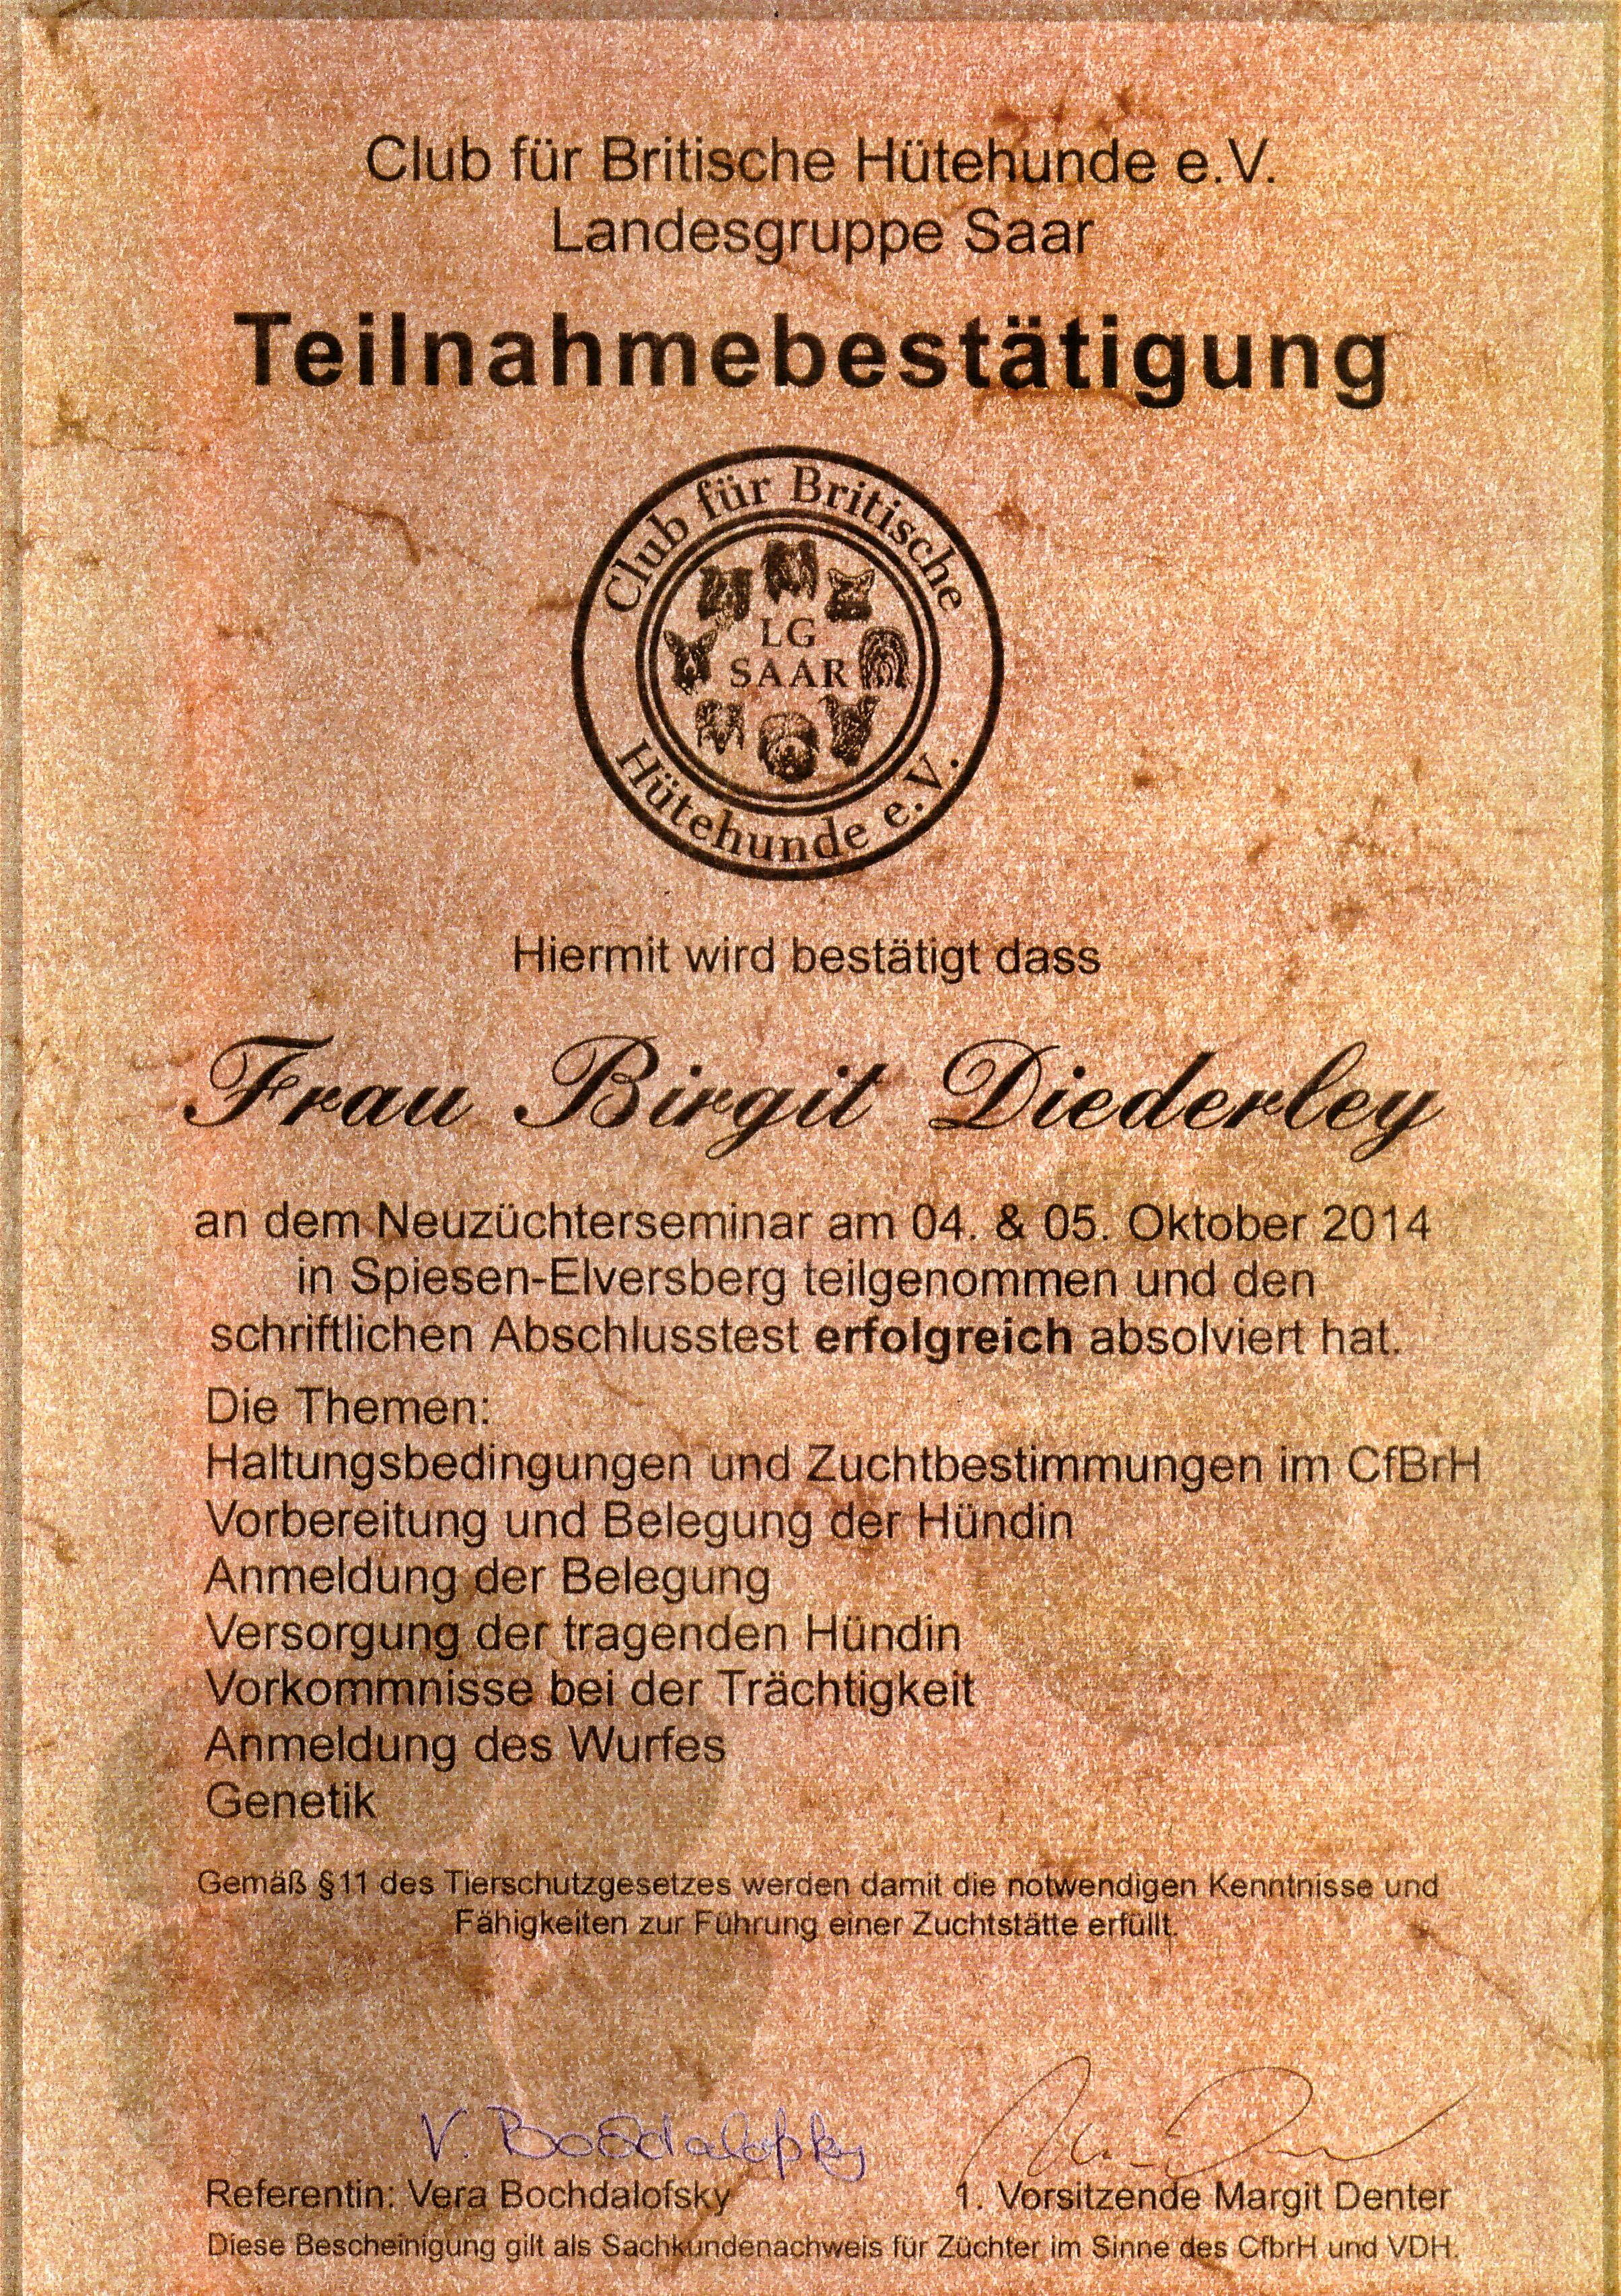 Club für Britische Hütehunde e.V.
Landesgruppe Saar
Teilnahmebestätigung
Club für Britische
LG
SAAR
Hütehunde e.V.
Hiermit wird bestätigt dass
Frau Birgit Diederley
an dem Neuzüchterseminar am 04. & 05. Oktober 2014
in Spiesen-Elversberg teilgenommen und den
schriftlichen Abschlusstest erfolgreich absolviert hat.
Die Themen:
Haltungsbedingungen und Zuchtbestimmungen im CfBrH
Vorbereitung und Belegung der Hündin
Anmeldung der Belegung
Versorgung der tragenden Hündin
Vorkommnisse bei der Trächtigkeit
Anmeldung des Wurfes
Genetik
Gemäß §11 des Tierschutzgesetzes werden damit die notwendigen Kenntnisse und
Fähigkeiten zur Führung einer Zuchtstätte erfüllt.
V. Bochdalofsky
Referentin: Vera Bochdalofsky
1. Vorsitzende Margit Denter
Diese Bescheinigung gilt als Sachkundenachweis für Züchter im Sinne des CfbrH und VDH.